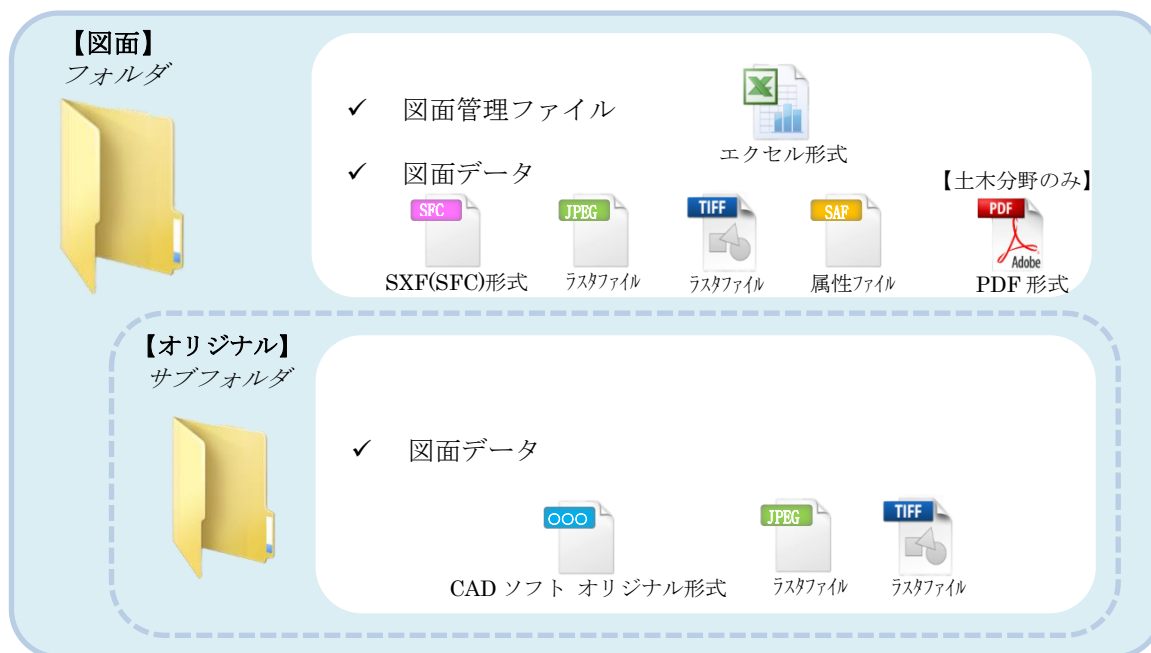 【図面】
フォルダ
✓ 図面管理ファイル
エクセル形式
✓ 図面データ
【土木分野のみ】
SFC JPEG TIFF SAF PDF
Adobe
SXF(SFC)形式 ﾗｽﾀﾌｧｲﾙ ﾗｽﾀﾌｧｲﾙ 属性ﾌｧｲﾙ PDF 形式
【オリジナル】
サブフォルダ
✓ 図面データ
○○○ JPEG TIFF
CAD ソフト オリジナル形式 ﾗｽﾀﾌｧｲﾙ ﾗｽﾀﾌｧｲﾙ